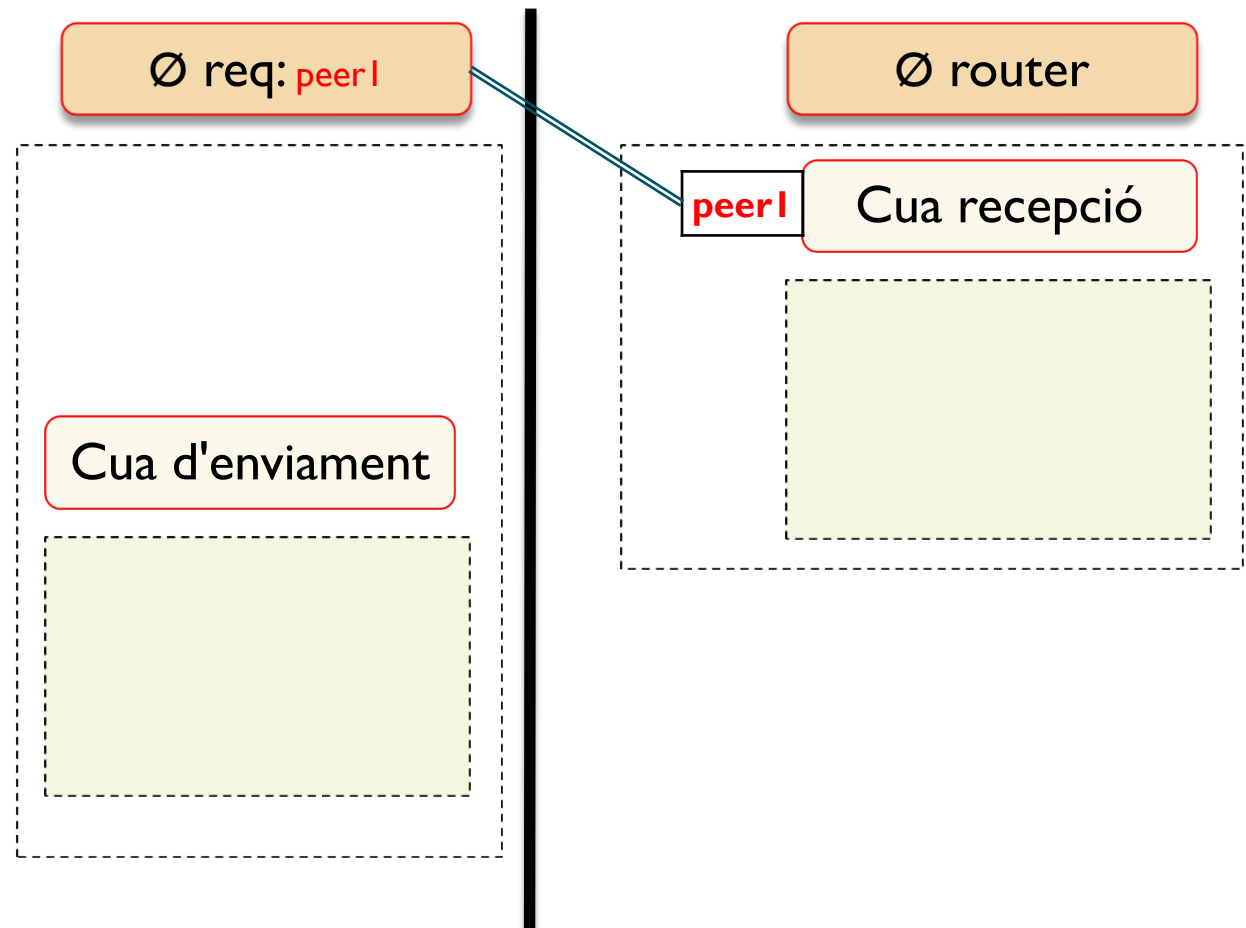 Ø req: peer1
Ø router
peer1
Cua recepció
Cua d'enviament